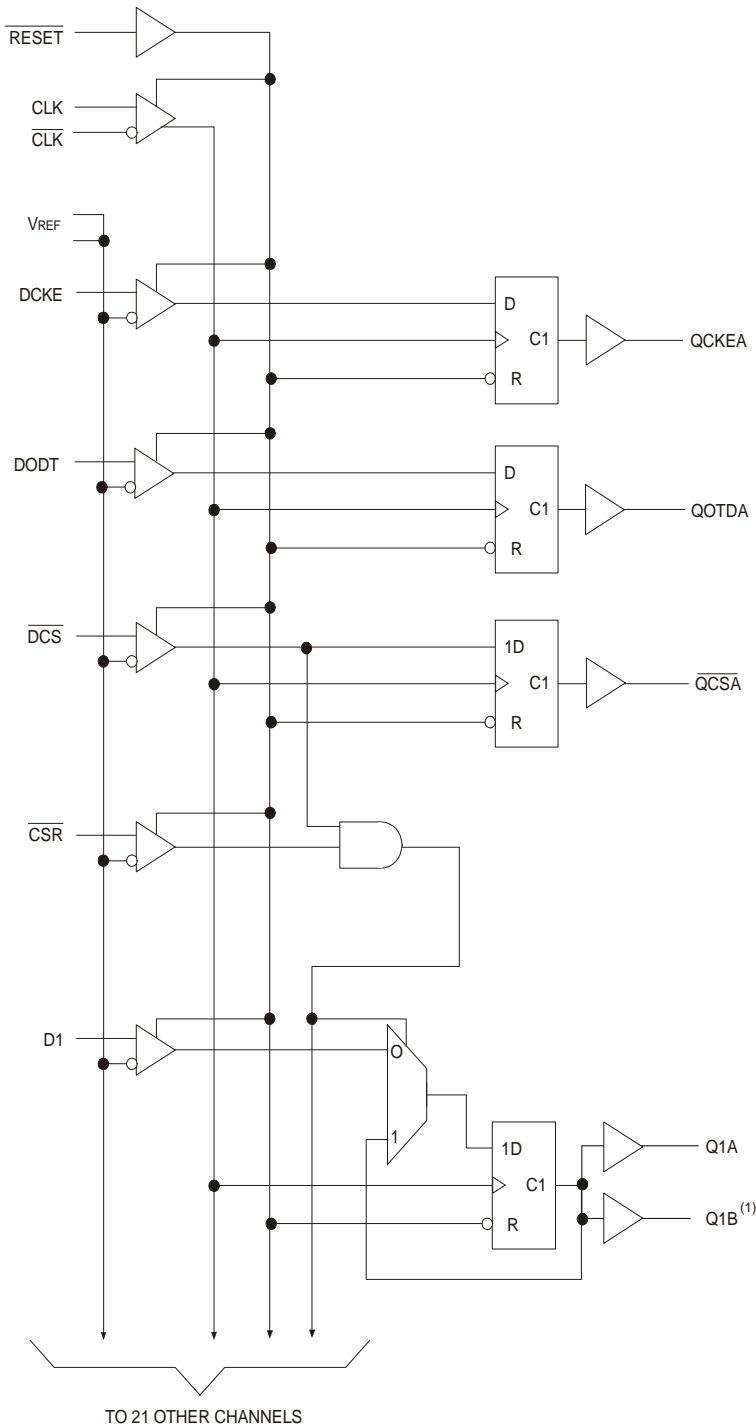 RESET
CLK
CLK
VREF
DCKE
D
C1
R
QCKEA
DODT
D
C1
R
QOTDA
DCS
1D
C1
R
QCSA
CSR
D1
O
1
1D
C1
R
Q1A
Q1B (1)
TO 21 OTHER CHANNELS